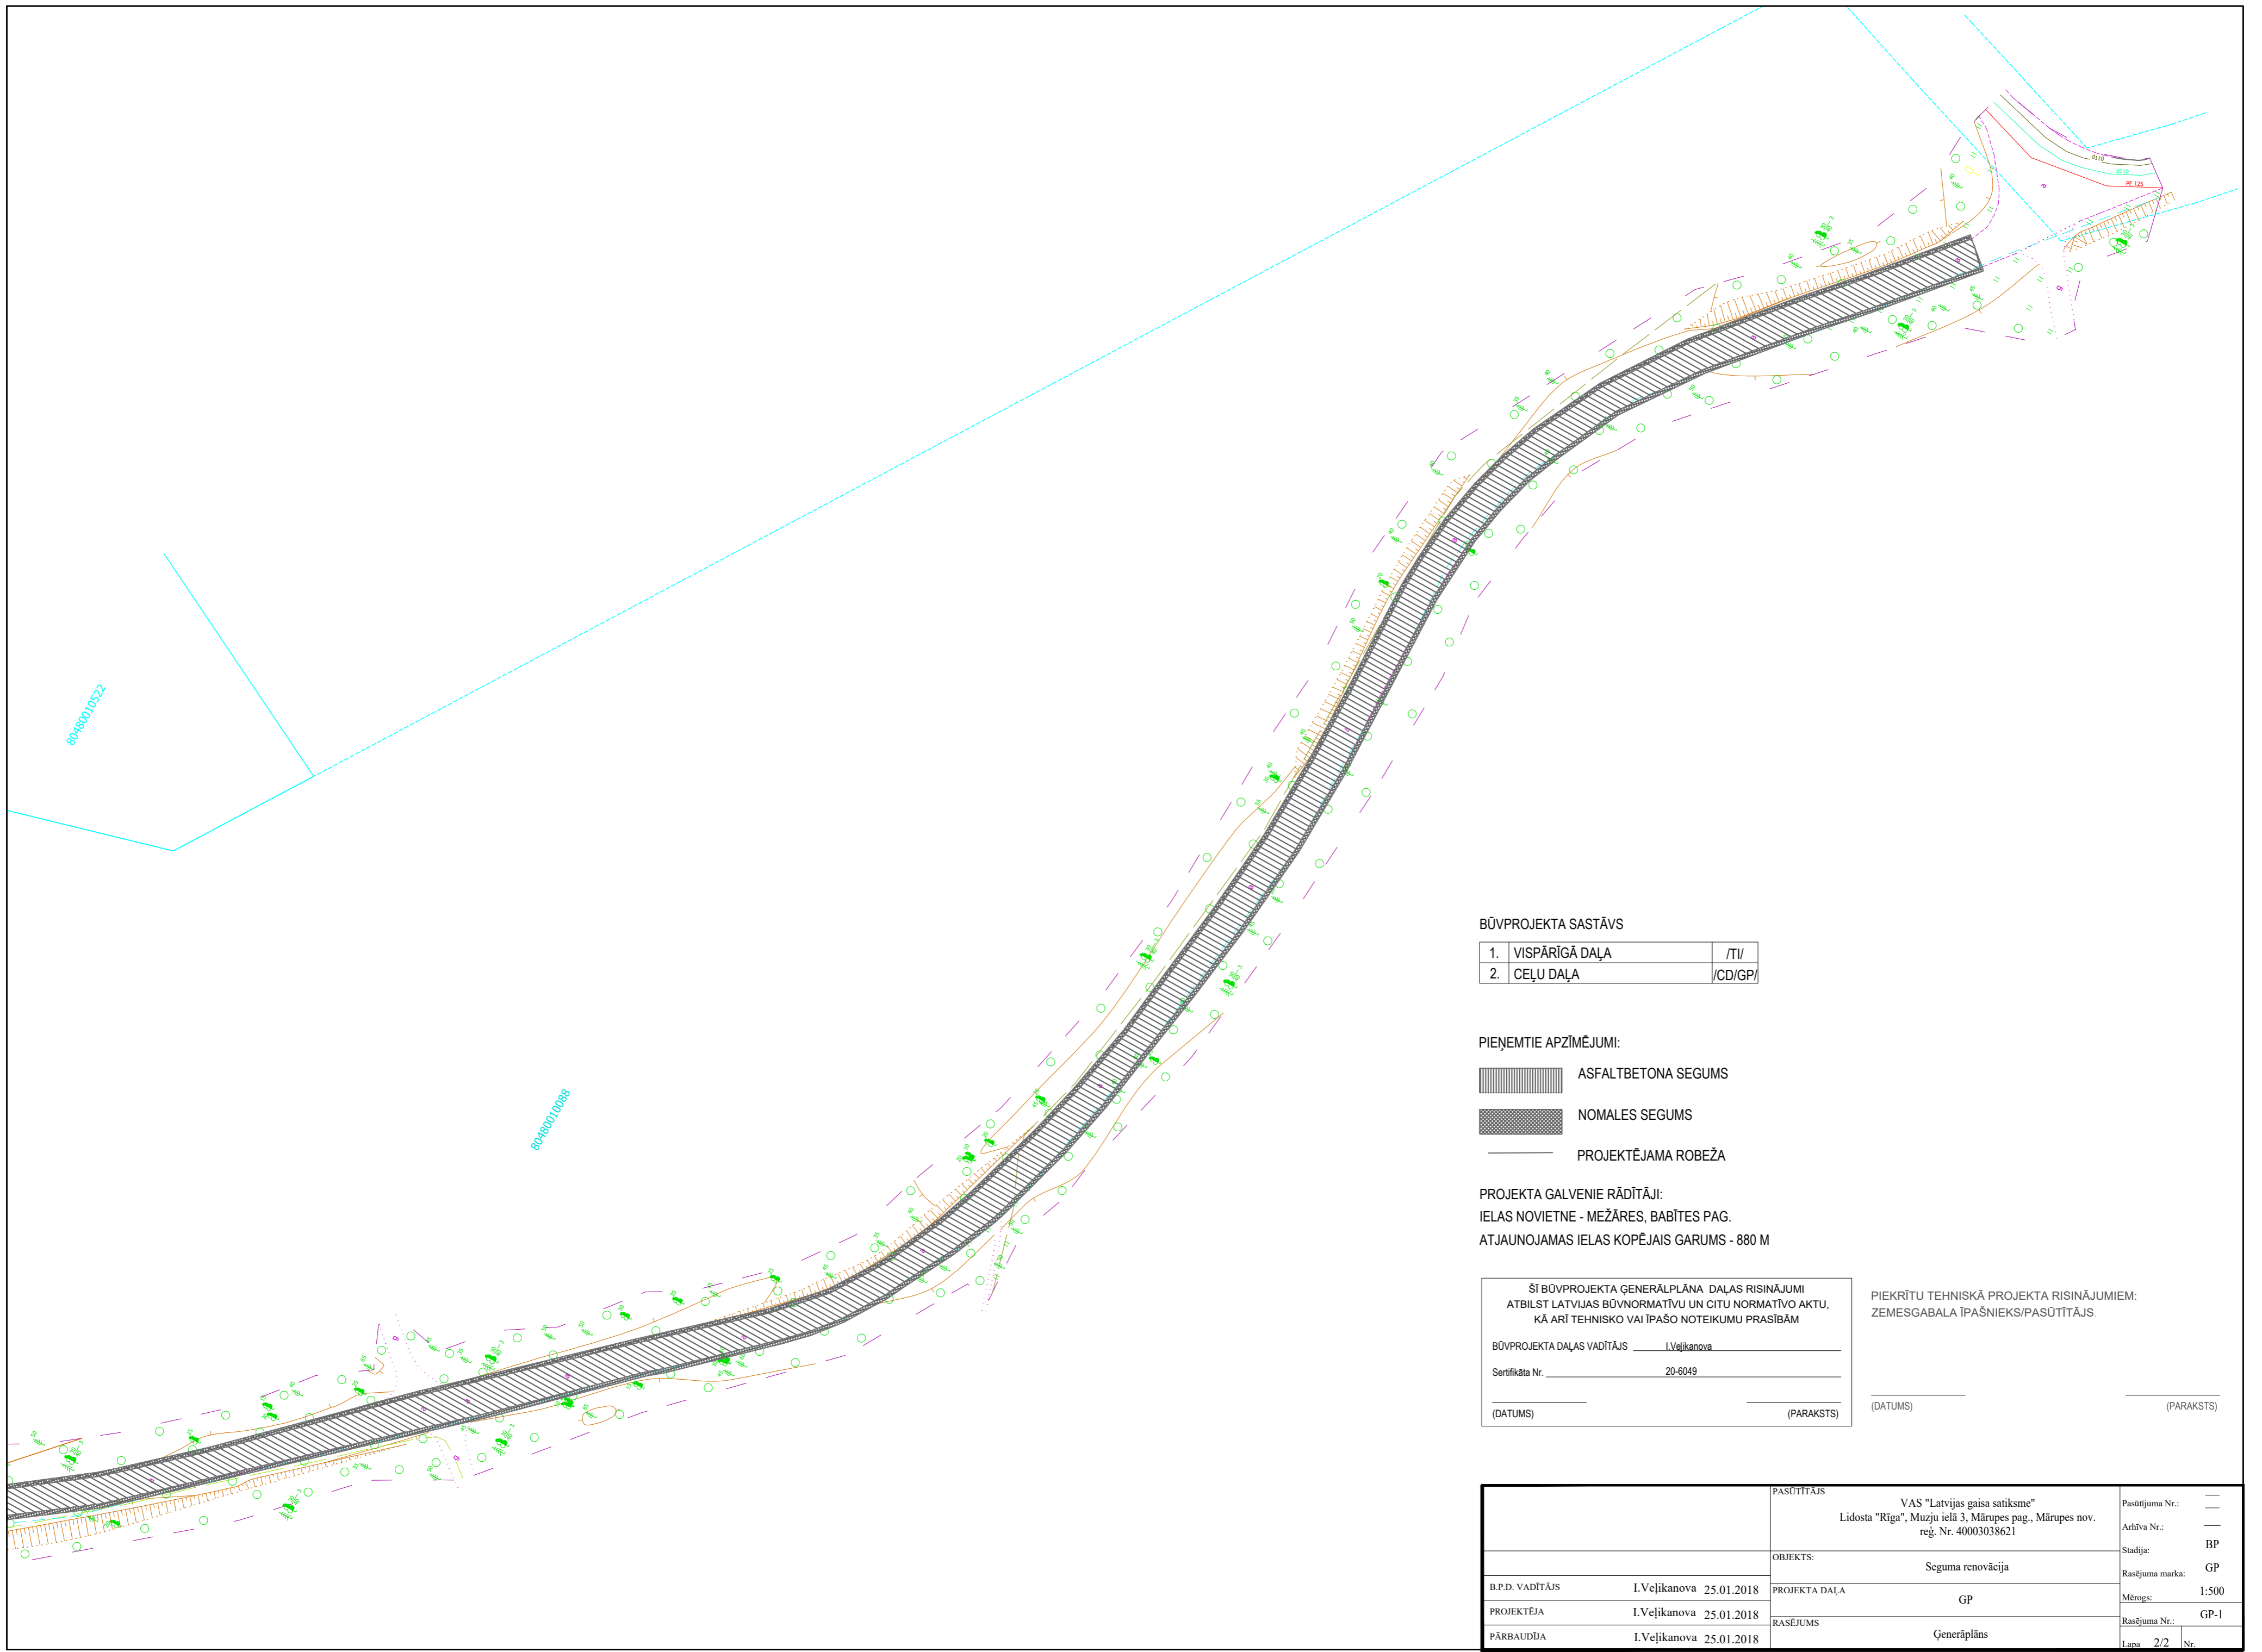 d110
d110
PE 125
80480010522
80480010088
BŪVPROJEKTA SASTĀVS
1. VISPĀRĪGĀ DAĻA /TI/
2. CEĻU DAĻA /CD/GP/
PIEŅEMTIE APZĪMĒJUMI:
ASFALTBETONA SEGUMS
NOMALES SEGUMS
PROJEKTĒJAMA ROBEŽA
PROJEKTA GALVENIE RĀDĪTĀJI:
IELAS NOVIETNE - MEŽĀRES, BABĪTES PAG.
ATJAUNOJAMAS IELAS KOPĒJAIS GARUMS - 880 M
ŠĪ BŪVPROJEKTA ĢENERĀLPLĀNA DAĻAS RISINĀJUMI
ATBILST LATVIJAS BŪVNORMATĪVU UN CITU NORMATĪVO AKTU,
KĀ ARĪ TEHNISKO VAI ĪPAŠO NOTEIKUMU PRASĪBĀM
BŪVPROJEKTA DAĻAS VADĪTĀJS I.Veļikanova
Sertifikāta Nr. 20-6049
(DATUMS) (PARAKSTS)
PIEKRĪTU TEHNISKĀ PROJEKTA RISINĀJUMIEM:
ZEMESGABALA ĪPAŠNIEKS/PASŪTĪTĀJS.
(DATUMS) (PARAKSTS)
PASŪTĪTĀJS
VAS "Latvijas gaisa satiksme"
Lidosta "Rīga", Muzju ielā 3, Mārupes pag., Mārupes nov.
reģ. Nr. 40003038621
OBJEKTS:
Seguma renovācija
PROJEKTA DAĻA
GP
RASĒJUMS
Ģenerāplāns
B.P.D. VADĪTĀJS I.Veļikanova 25.01.2018
PROJEKTĒJA I.Veļikanova 25.01.2018
PĀRBAUDĪJA I.Veļikanova 25.01.2018
Pasūtījuma Nr.:
Arhīva Nr.:
Stadija: BP
Rasējuma marka: GP
Mērogs: 1:500
Rasējuma Nr.: GP-1
Lapa 2/2 Nr.